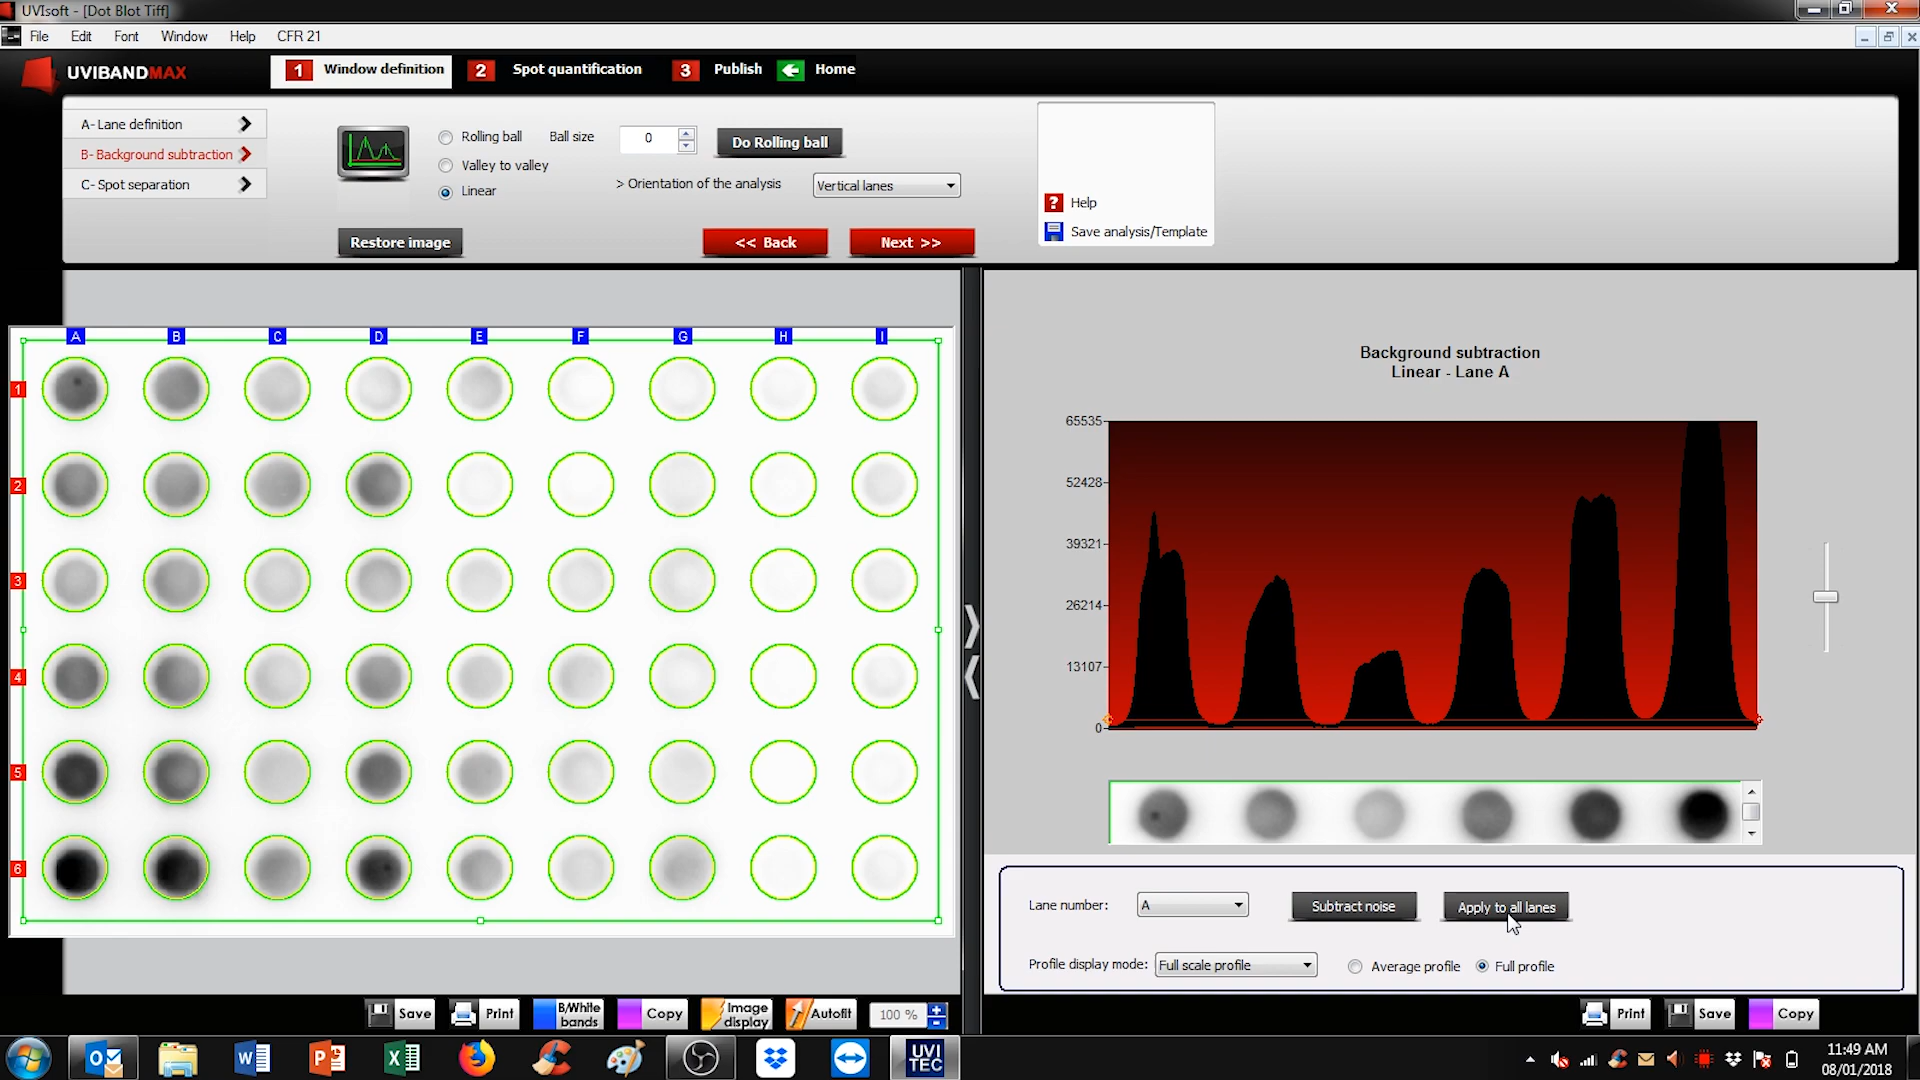 UVIsoft - [Dot Blot Tiff]
File Edit Font Window Help CFR 21
UVIBANDMAX
1 Window definition 2 Spot quantification 3 Publish Home
A- Lane definition
B- Background subtraction
C- Spot separation
Rolling ball Ball size 0 Do Rolling ball
Valley to valley
Linear
> Orientation of the analysis Vertical lanes
Restore image << Back Next >>
? Help
Save analysis/Template
A B C D E F G H I
1
2
3
4
5
6
Background subtraction
Linear - Lane A
65535
52428
39321
26214
13107
0
Lane number: A Subtract noise Apply to all lanes
Profile display mode: Full scale profile Average profile Full profile
Save Print B/White bands Copy Image display Autofit 100 %
Print Save Copy
UVI
TEC
11:49 AM
08/01/2018